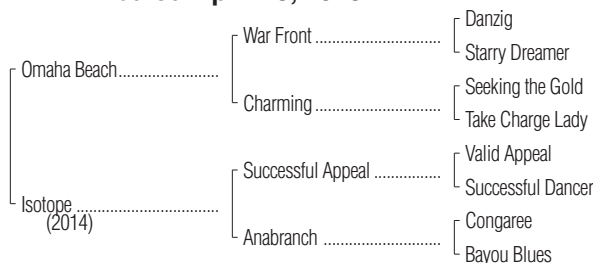 Danzig
War Front ..............................
Starry Dreamer
Omaha Beach........................
Seeking the Gold
Charming ..............................
Take Charge Lady
Valid Appeal
Successful Appeal ................
Successful Dancer
Isotope ..................................
(2014)
Congaree
Anabranch ............................
Bayou Blues